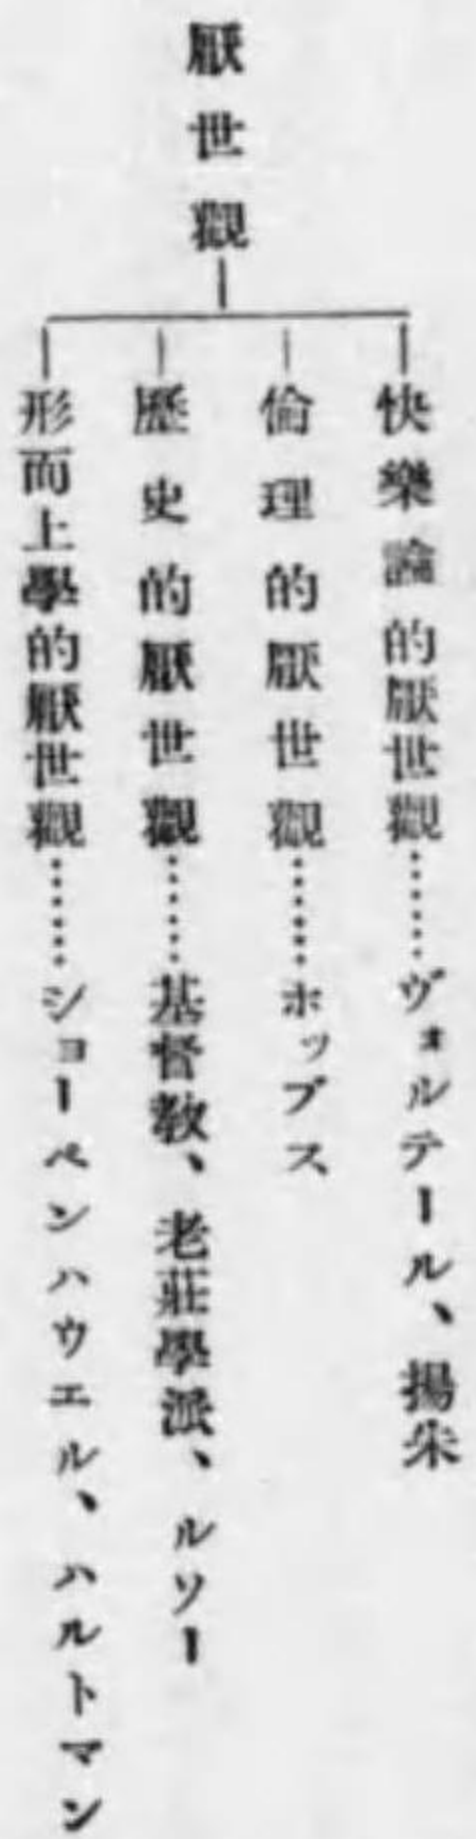 厭世觀
快樂論的厭世觀……ヴォルテール、揚朱
倫理的厭世觀……ホッブス
歷史的厭世觀……基督敎、老莊學派、ルソー
形而上學的厭世觀……ショーペンハウエル、ハルトマン